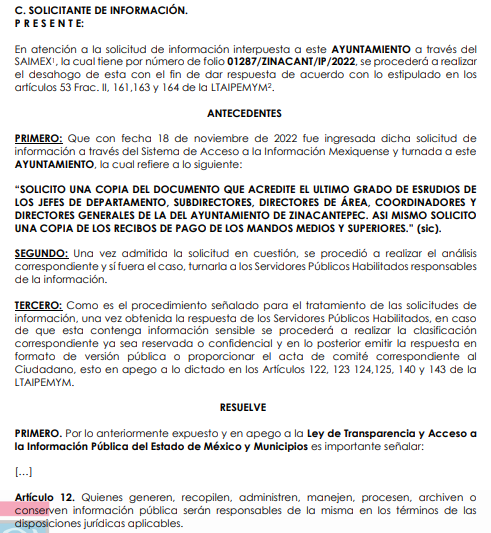 C. SOLICITANTE DE INFORMACIÓN.
P R E S E N T E:
En atención a la solicitud de información interpuesta a este AYUNTAMIENTO a través del
SAIMEX¹, la cual tiene por número de folio 01287/ZINACANT/IP/2022, se procederá a realizar
el desahogo de esta con el fin de dar respuesta de acuerdo con lo estipulado en los
artículos 53 Frac. II, 161,163 y 164 de la LTAIPEMYM².
ANTECEDENTES
PRIMERO: Que con fecha 18 de noviembre de 2022 fue ingresada dicha solicitud de
información a través del Sistema de Acceso a la Información Mexiquense y turnada a este
AYUNTAMIENTO, la cual refiere a lo siguiente:
“SOLICITO UNA COPIA DEL DOCUMENTO QUE ACREDITE EL ULTIMO GRADO DE ESRUDIOS DE
LOS JEFES DE DEPARTAMENTO, SUBDIRECTORES, DIRECTORES DE ÁREA, COORDINADORES Y
DIRECTORES GENERALES DE LA DEL AYUNTAMIENTO DE ZINACANTEPEC. ASI MISMO SOLICITO
UNA COPIA DE LOS RECIBOS DE PAGO DE LOS MANDOS MEDIOS Y SUPERIORES.” (sic).
SEGUNDO: Una vez admitida la solicitud en cuestión, se procedió a realizar el análisis
correspondiente y sí fuera el caso, turnarla a los Servidores Públicos Habilitados responsables
de la información.
TERCERO: Como es el procedimiento señalado para el tratamiento de las solicitudes de
información, una vez obtenida la respuesta de los Servidores Públicos Habilitados, en caso
de que esta contenga información sensible se procederá a realizar la clasificación
correspondiente ya sea reservada o confidencial y en lo posterior emitir la respuesta en
formato de versión pública o proporcionar el acta de comité correspondiente al
Ciudadano, esto en apego a lo dictado en los Artículos 122, 123 124,125, 140 y 143 de la
LTAIPEMYM.
RESUELVE
PRIMERO. Por lo anteriormente expuesto y en apego a la Ley de Transparencia y Acceso a
la Información Pública del Estado de México y Municipios es importante señalar:
[...]
Artículo 12. Quienes generen, recopilen, administren, manejen, procesen, archiven o
conserven información pública serán responsables de la misma en los términos de las
disposiciones jurídicas aplicables.